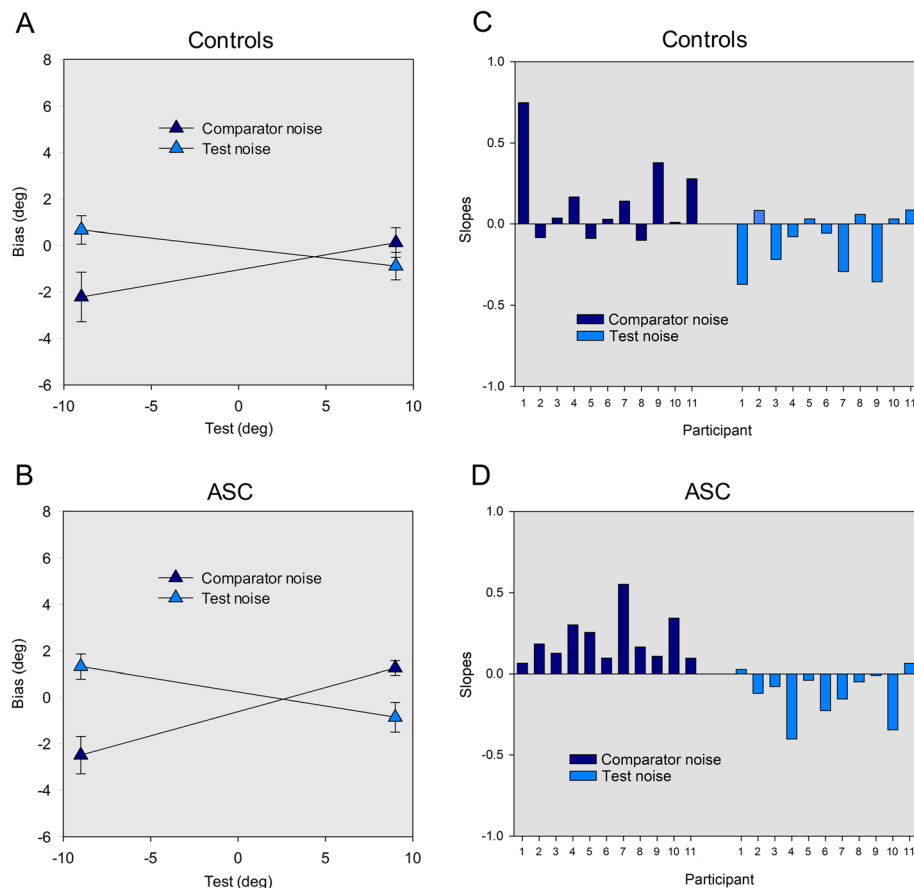 A
Controls
8
6
4
2
0
-2
-4
-6
Bias (deg)
Comparator noise
Test noise
-10
-5
0
5
10
Test (deg)
C
Controls
1.0
0.5
0.0
-0.5
-1.0
Slopes
Comparator noise
Test noise
1 2 3 4 5 6 7 8 9 10 11 1 2 3 4 5 6 7 8 9 10 11
Participant
B
ASC
8
6
4
2
0
-2
-4
-6
Bias (deg)
Comparator noise
Test noise
-10
-5
0
5
10
Test (deg)
D
ASC
1.0
0.5
0.0
-0.5
-1.0
Slopes
Comparator noise
Test noise
1 2 3 4 5 6 7 8 9 10 11 1 2 3 4 5 6 7 8 9 10 11
Participant